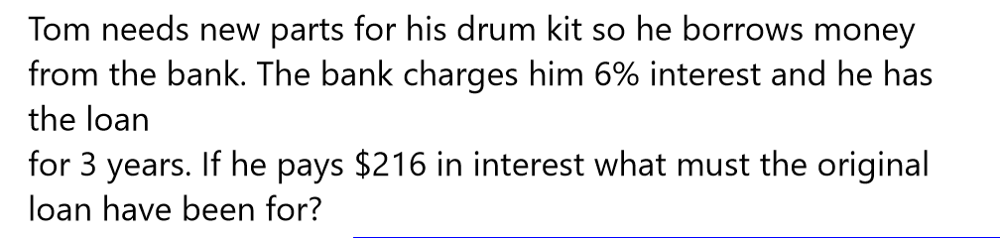 Tom needs new parts for his drum kit so he borrows money
from the bank. The bank charges him 6% interest and he has
the loan
for 3 years. If he pays $216 in interest what must the original
loan have been for?